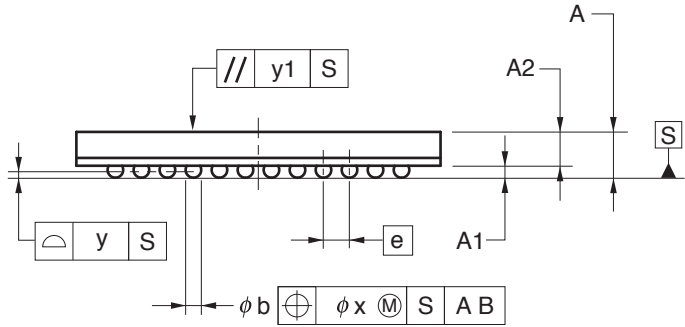 A
// y1 S
A2
S
⌓ y S
e
A1
ϕ b ⌖ ϕ x Ⓜ S A B